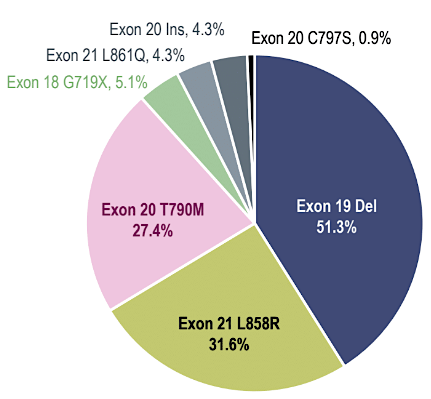 Exon 20 Ins, 4.3%
Exon 20 C797S, 0.9%
Exon 21 L861Q, 4.3%
Exon 18 G719X, 5.1%
Exon 20 T790M
27.4%
Exon 19 Del
51.3%
Exon 21 L858R
31.6%